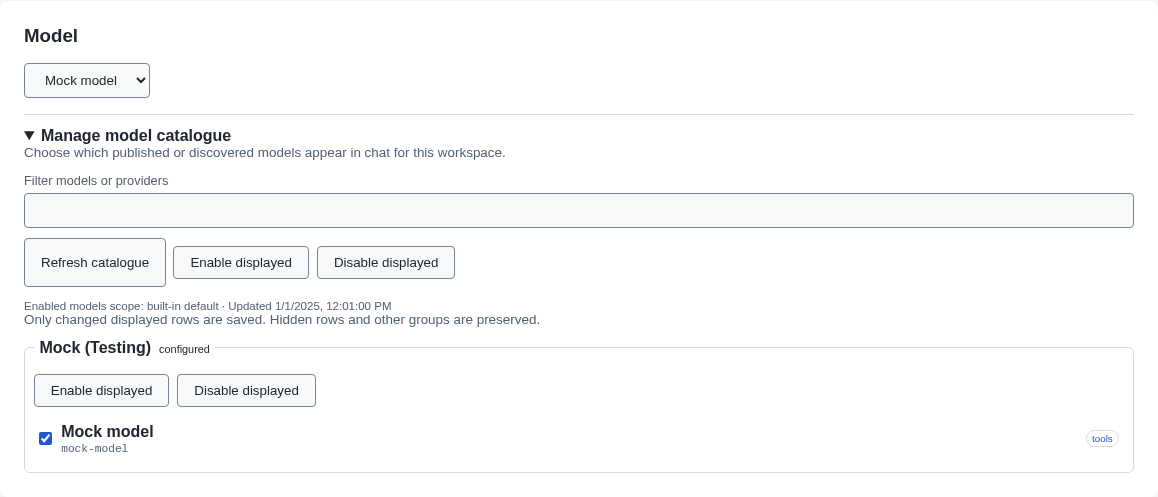 Model
Mock model
Manage model catalogue
Choose which published or discovered models appear in chat for this workspace.
Filter models or providers
Refresh catalogue Enable displayed Disable displayed
Enabled models scope: built-in default · Updated 1/1/2025, 12:01:00 PM
Only changed displayed rows are saved. Hidden rows and other groups are preserved.
Mock (Testing) configured
Enable displayed Disable displayed
Mock model
mock-model
tools